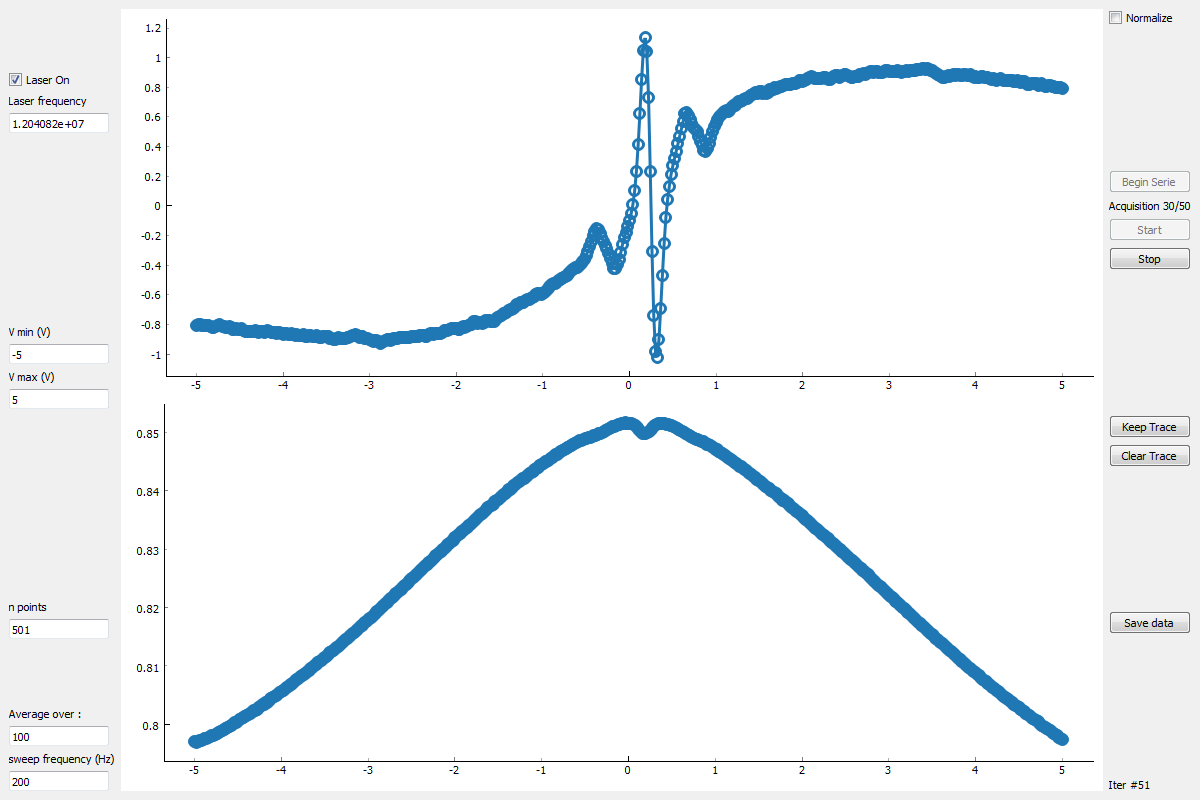 Laser On
Laser frequency
1.204082e+07
V min (V)
-5
V max (V)
5
n points
501
Average over :
100
sweep frequency (Hz)
200
1.2
1
0.8
0.6
0.4
0.2
0
-0.2
-0.4
-0.6
-0.8
-1
-5 -4 -3 -2 -1 0 1 2 3 4 5
0.85
0.84
0.83
0.82
0.81
0.8
-5 -4 -3 -2 -1 0 1 2 3 4 5
Normalize
Begin Serie
Acquisition 30/50
Start
Stop
Keep Trace
Clear Trace
Save data
Iter #51